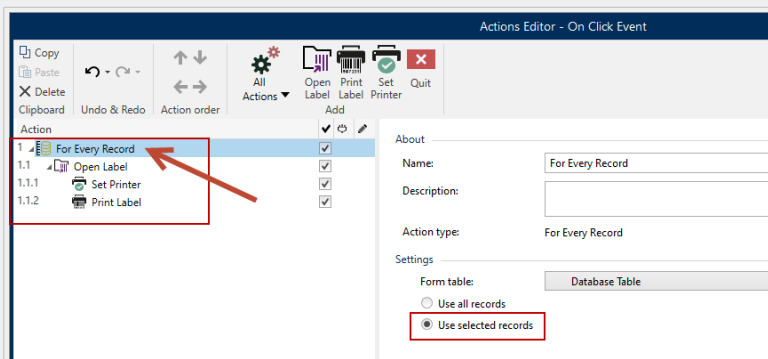 Actions Editor - On Click Event
Copy
Paste
Delete
Clipboard
Undo & Redo
Action order
All
Actions
Open
Label
Print
Label
Set
Printer
Quit
Add
Action
1 For Every Record
1.1 Open Label
1.1.1 Set Printer
1.1.2 Print Label
About
Name: For Every Record
Description:
Action type: For Every Record
Settings
Form table: Database Table
Use all records
Use selected records